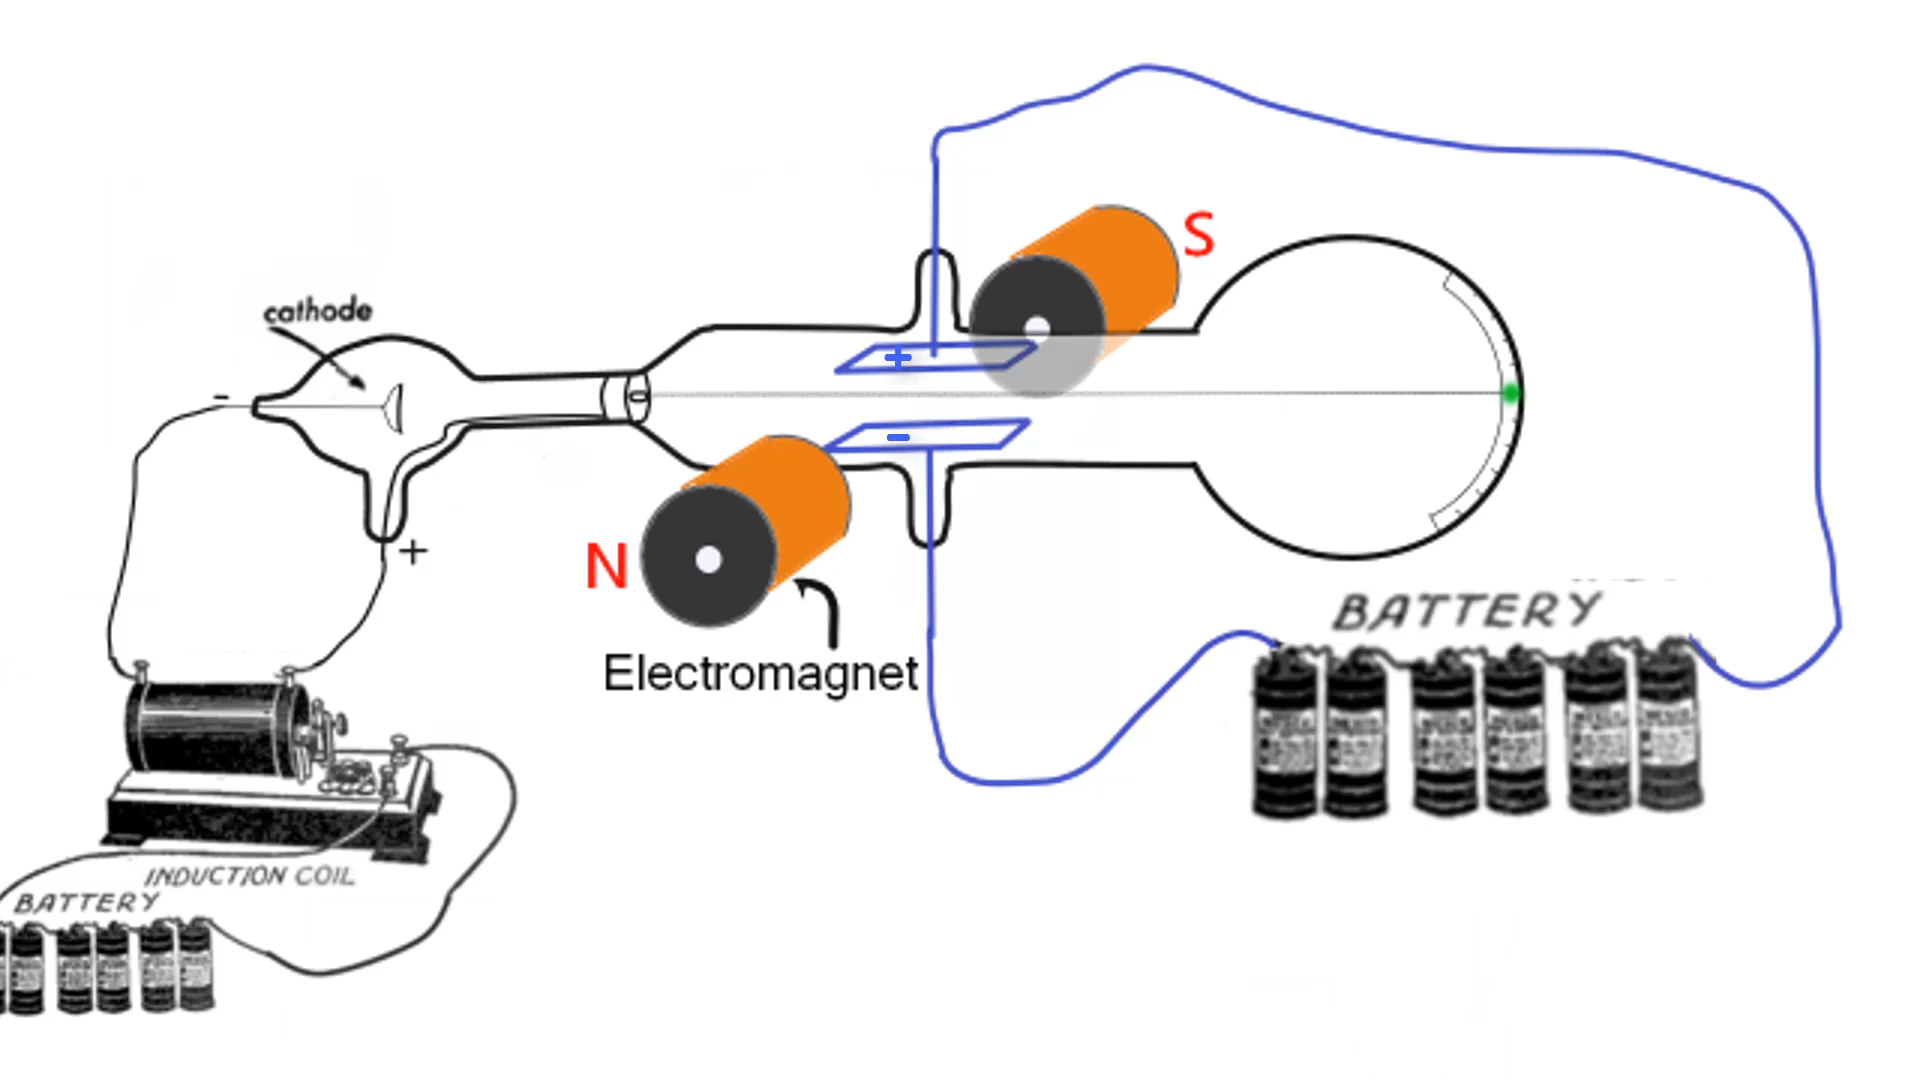 S
cathode
+
-
-
+
N
BATTERY
Electromagnet
INDUCTION COIL
BATTERY